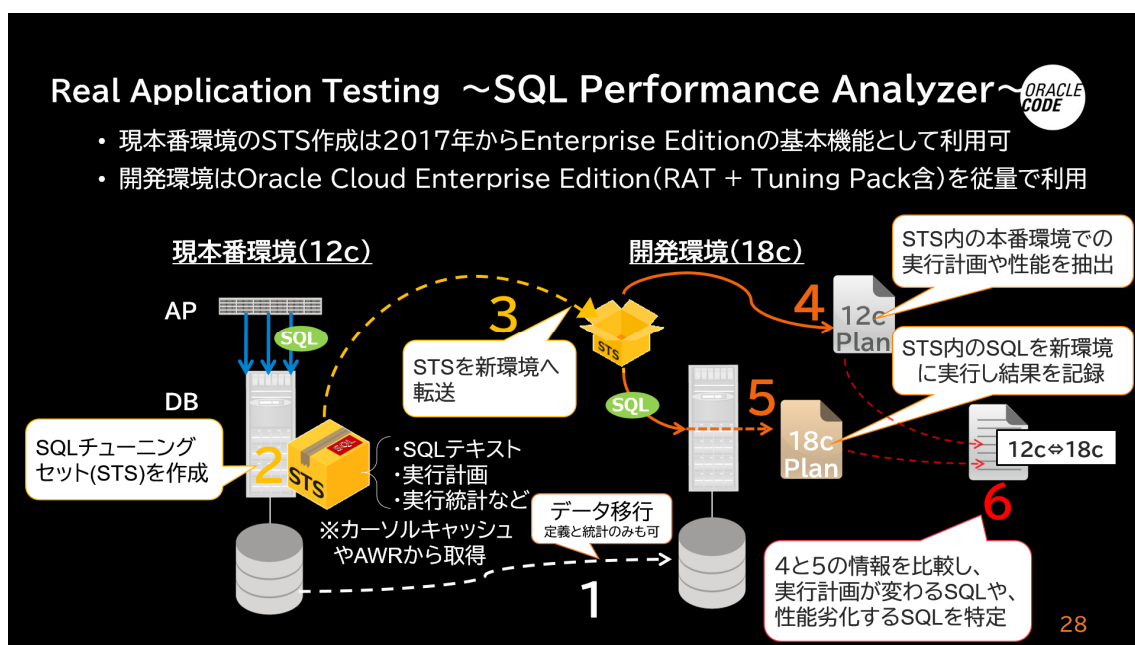 Real Application Testing ～SQL Performance Analyzer～
ORACLE
CODE
• 現本番環境のSTS作成は2017年からEnterprise Editionの基本機能として利用可
• 開発環境はOracle Cloud Enterprise Edition(RAT + Tuning Pack含)を従量で利用
現本番環境(12c)
開発環境(18c)
AP
SQL
DB
SQLチューニング
セット(STS)を作成
2
SQL
STS
・SQLテキスト
・実行計画
・実行統計など
※カーソルキャッシュ
やAWRから取得
3
STSを新環境へ
転送
STS
SQL
データ移行
定義と統計のみも可
1
4
12c
Plan
STS内の本番環境での
実行計画や性能を抽出
5
18c
Plan
STS内のSQLを新環境
に実行し結果を記録
12c⇔18c
6
4と5の情報を比較し、
実行計画が変わるSQLや、
性能劣化するSQLを特定
28